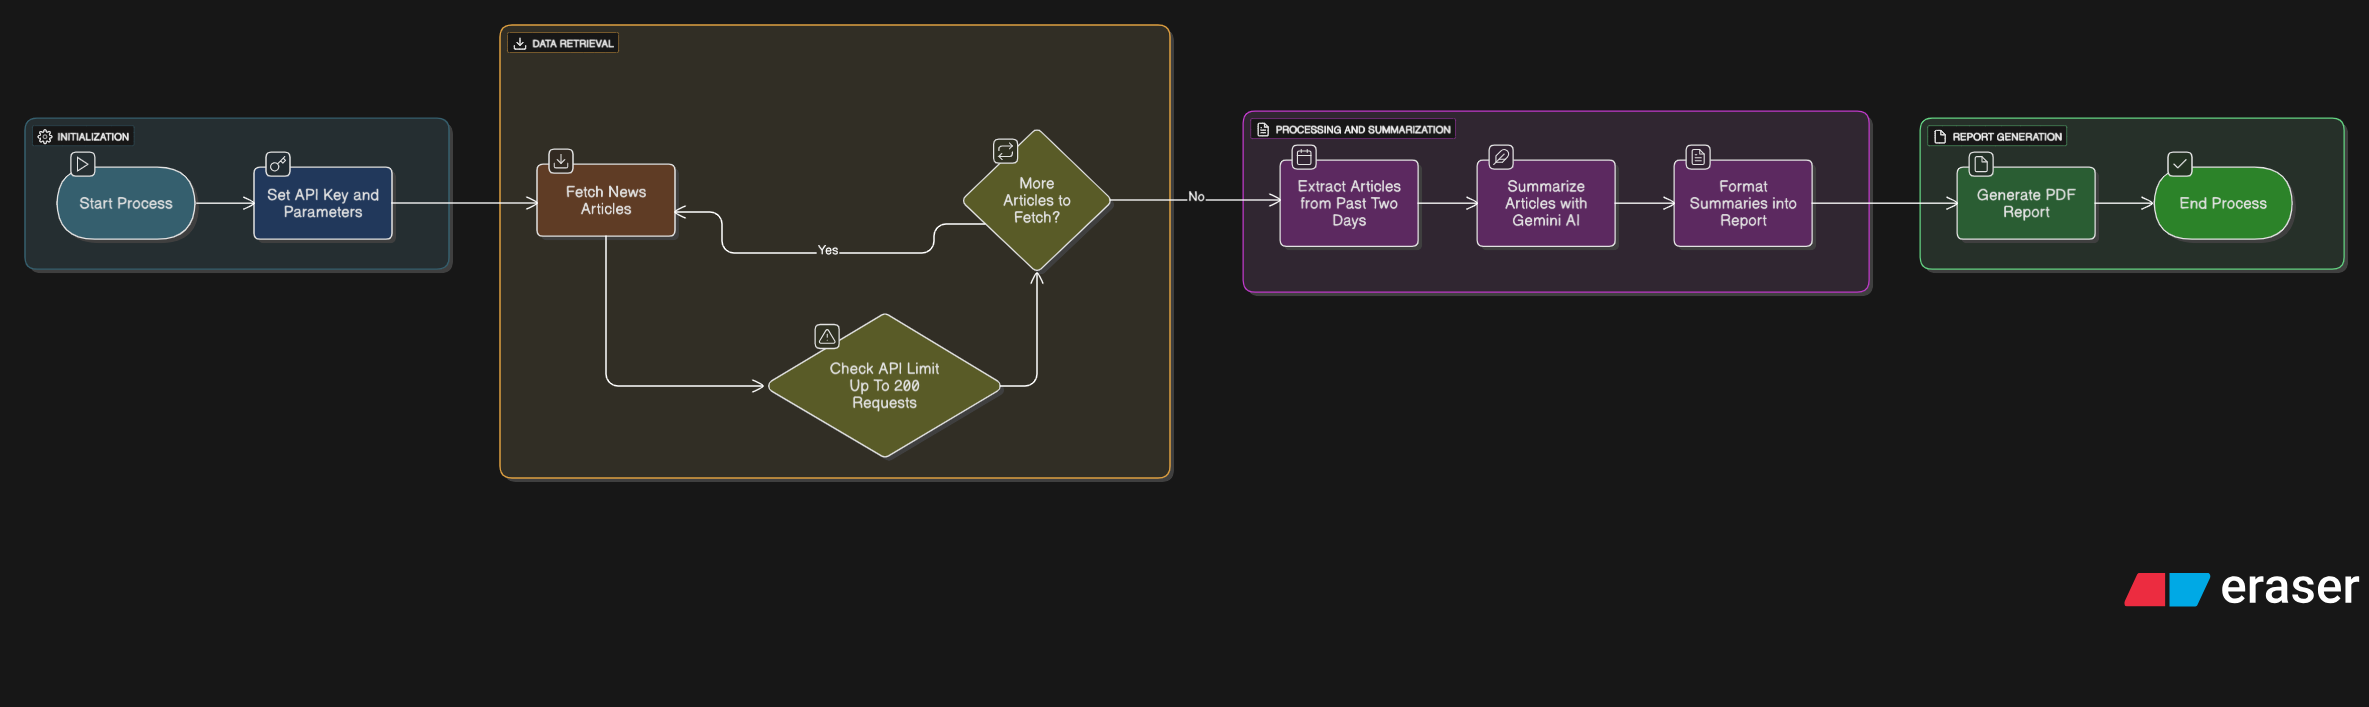 INITIALIZATION
Start Process
Set API Key and
Parameters
DATA RETRIEVAL
Fetch News
Articles
Check API Limit
Up To 200
Requests
More
Articles to
Fetch?
Yes
No
PROCESSING AND SUMMARIZATION
Extract Articles
from Past Two
Days
Summarize
Articles with
Gemini AI
Format
Summaries into
Report
REPORT GENERATION
Generate PDF
Report
End Process
eraser